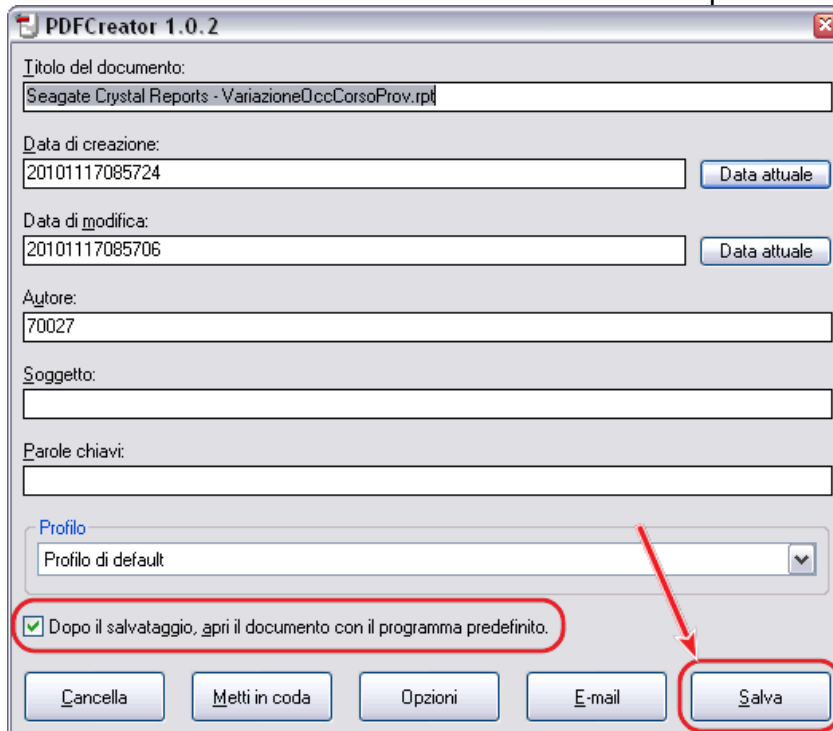 PDFCreator 1.0.2
Titolo del documento:
Seagate Crystal Reports - VariazioneOccCorsoProv.rpt
Data di creazione:
20101117085724
Data attuale
Data di modifica:
20101117085706
Data attuale
Autore:
70027
Soggetto:
Parole chiavi:
Profilo
Profilo di default
Dopo il salvataggio, apri il documento con il programma predefinito.
Cancella Metti in coda Opzioni E-mail Salva